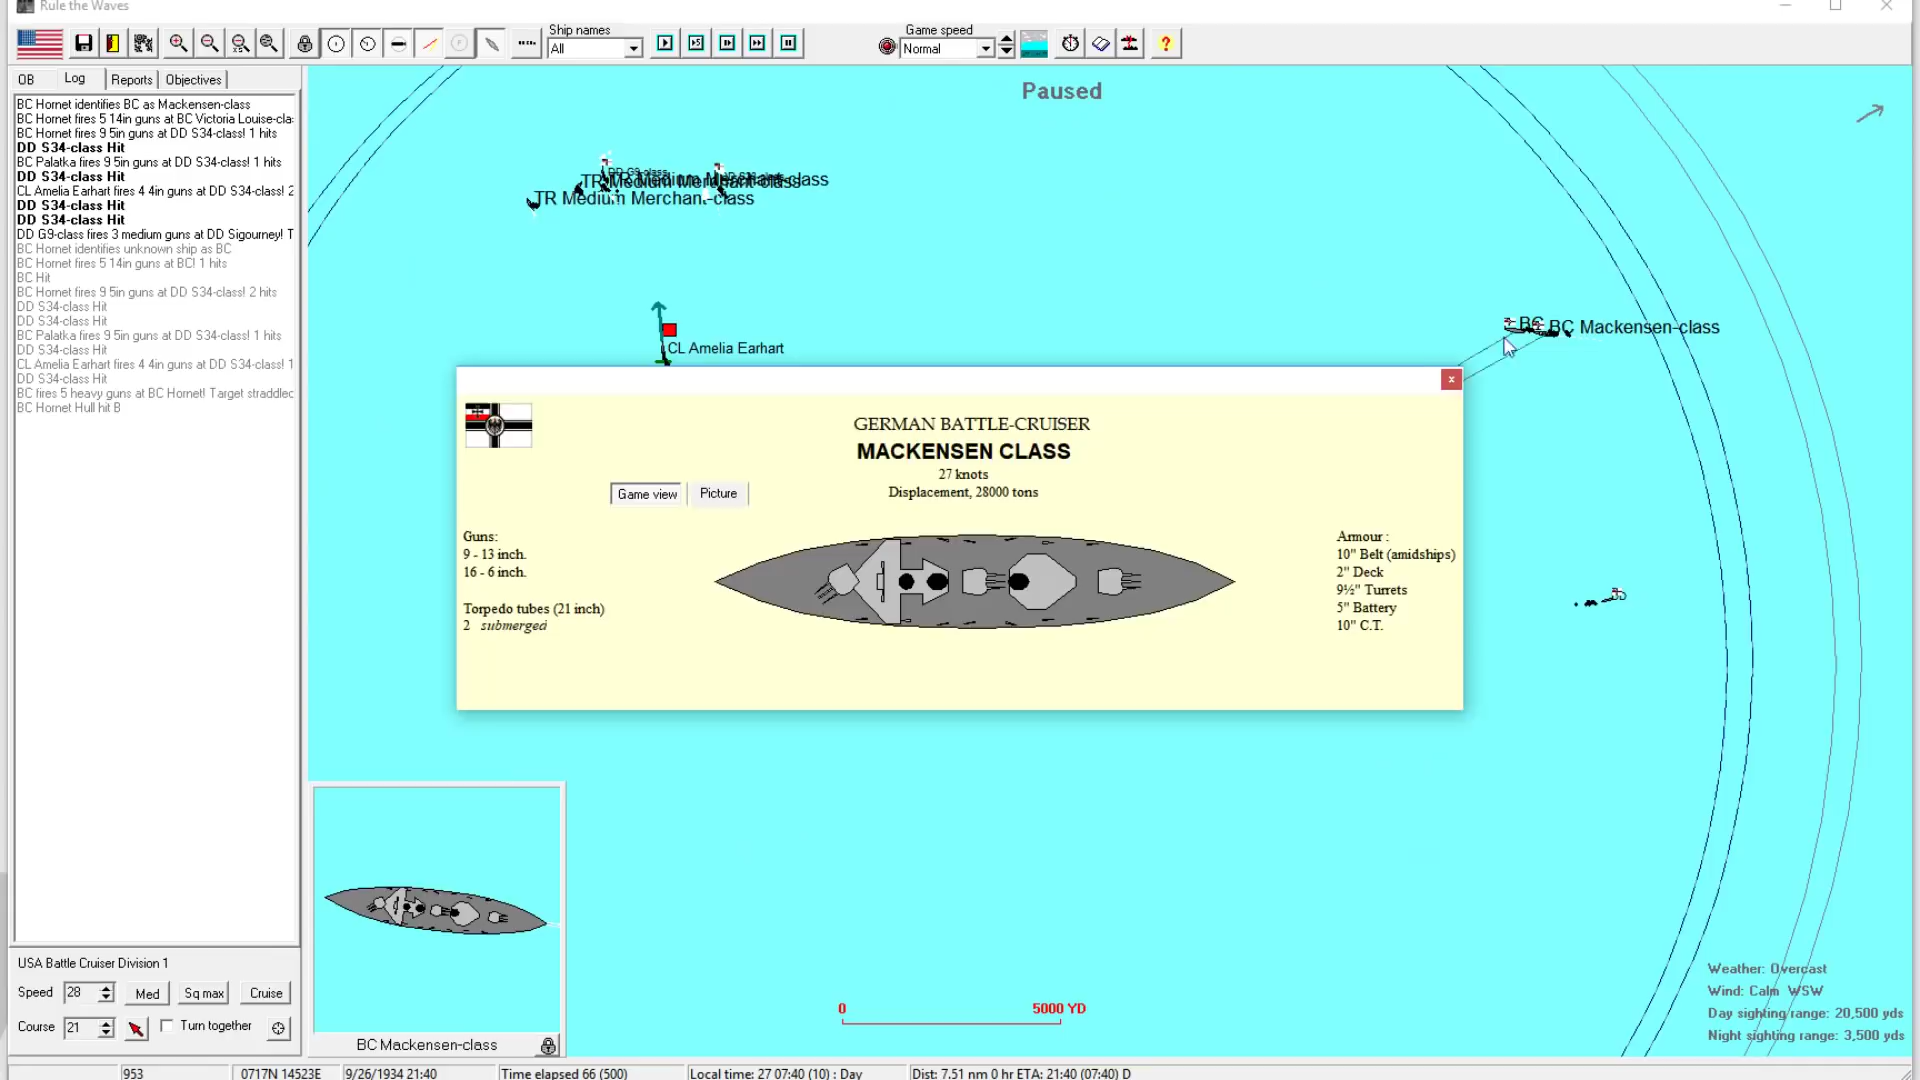 Rule the Waves
Ship names
All
Game speed
Normal
OB
Log
Reports
Objectives
BC Hornet identifies BC as Mackensen-class
BC Hornet fires 5 14in guns at BC Victoria Louise-cla
BC Hornet fires 9 5in guns at DD S34-class! 1 hits
DD S34-class Hit
BC Palatka fires 9 5in guns at DD S34-class! 1 hits
DD S34-class Hit
CL Amelia Earhart fires 4 4in guns at DD S34-class! 2
DD S34-class Hit
DD S34-class Hit
DD G9-class fires 3 medium guns at DD Sigourney! T
BC Hornet identifies unknown ship as BC
BC Hornet fires 5 14in guns at BC! 1 hits
BC Hit
BC Hornet fires 9 5in guns at DD S34-class! 2 hits
DD S34-class Hit
DD S34-class Hit
BC Palatka fires 9 5in guns at DD S34-class! 1 hits
DD S34-class Hit
CL Amelia Earhart fires 4 4in guns at DD S34-class! 1
DD S34-class Hit
BC fires 5 heavy guns at BC Hornet! Target straddled
BC Hornet Hull hit B
Paused
DD G9-class
TR Medium Merchant-class
TR Medium Merchant-class
TR Medium Merchant-class
BC
BC Mackensen-class
CL Amelia Earhart
GERMAN BATTLE-CRUISER
MACKENSEN CLASS
27 knots
Displacement, 28000 tons
Game view
Picture
Guns:
9 - 13 inch.
16 - 6 inch.
Torpedo tubes (21 inch)
2 submerged
Armour :
10" Belt (amidships)
2" Deck
9½" Turrets
5" Battery
10" C.T.
BC Mackensen-class
0 5000 YD
Weather: Overcast
Wind: Calm WSW
Day sighting range: 20,500 yds
Night sighting range: 3,500 yds
USA Battle Cruiser Division 1
Speed 28 Med Sq max Cruise
Course 21 Turn together
953 0717N 14523E 9/26/1934 21:40 Time elapsed 66 (500) Local time: 27 07:40 (10) : Day Dist: 7.51 nm 0 hr ETA: 21:40 (07:40) D